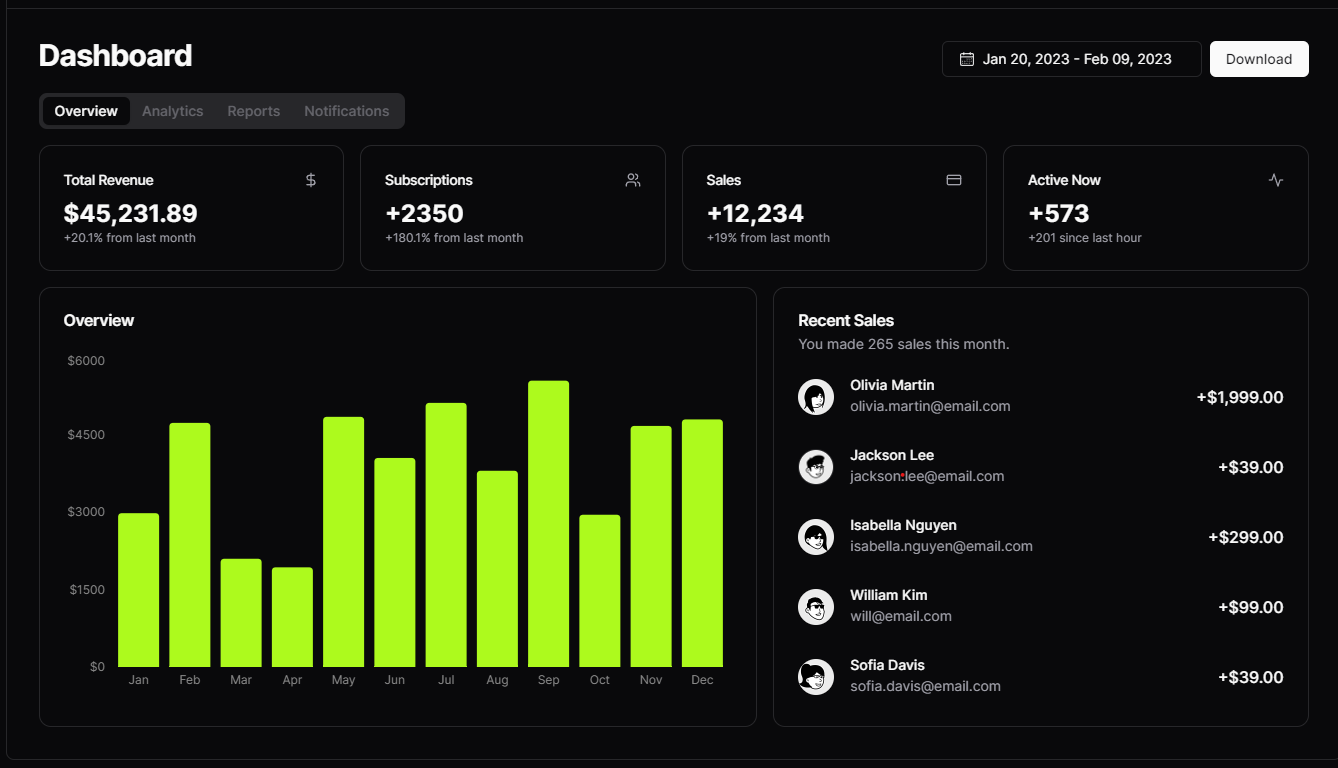 Dashboard
Jan 20, 2023 - Feb 09, 2023
Download
Overview
Analytics
Reports
Notifications
Total Revenue
$45,231.89
+20.1% from last month
Subscriptions
+2350
+180.1% from last month
Sales
+12,234
+19% from last month
Active Now
+573
+201 since last hour
Overview
$6000
$4500
$3000
$1500
$0
Jan Feb Mar Apr May Jun Jul Aug Sep Oct Nov Dec
Recent Sales
You made 265 sales this month.
Olivia Martin
olivia.martin@email.com
+$1,999.00
Jackson Lee
jackson.lee@email.com
+$39.00
Isabella Nguyen
isabella.nguyen@email.com
+$299.00
William Kim
will@email.com
+$99.00
Sofia Davis
sofia.davis@email.com
+$39.00